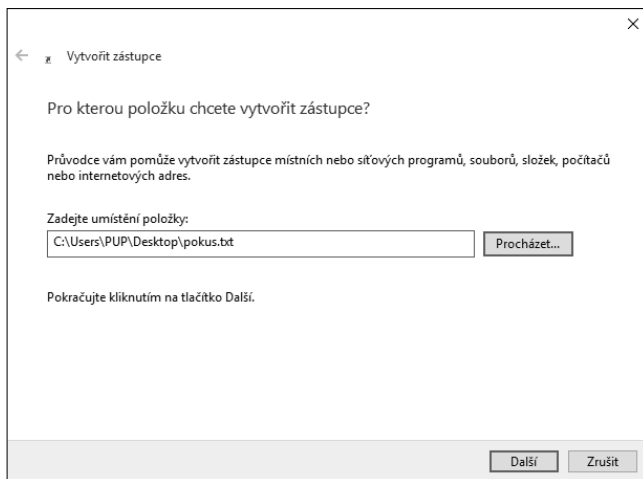 Vytvořit zástupce
Pro kterou položku chcete vytvořit zástupce?
Průvodce vám pomůže vytvořit zástupce místních nebo síťových programů, souborů, složek, počítačů
nebo internetových adres.
Zadejte umístění položky:
C:\Users\PUP\Desktop\pokus.txt
Procházet...
Pokračujte kliknutím na tlačítko Další.
Další
Zrušit